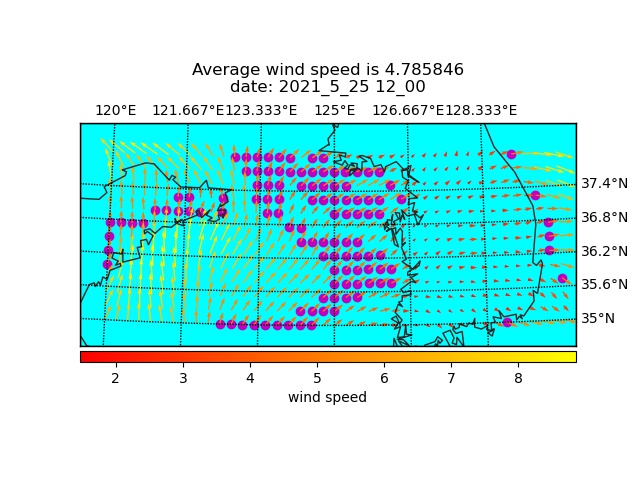 Average wind speed is 4.785846
date: 2021_5_25 12_00
120°E 121.667°E 123.333°E 125°E 126.667°E 128.333°E
37.4°N
36.8°N
36.2°N
35.6°N
35°N
2 3 4 5 6 7 8
wind speed